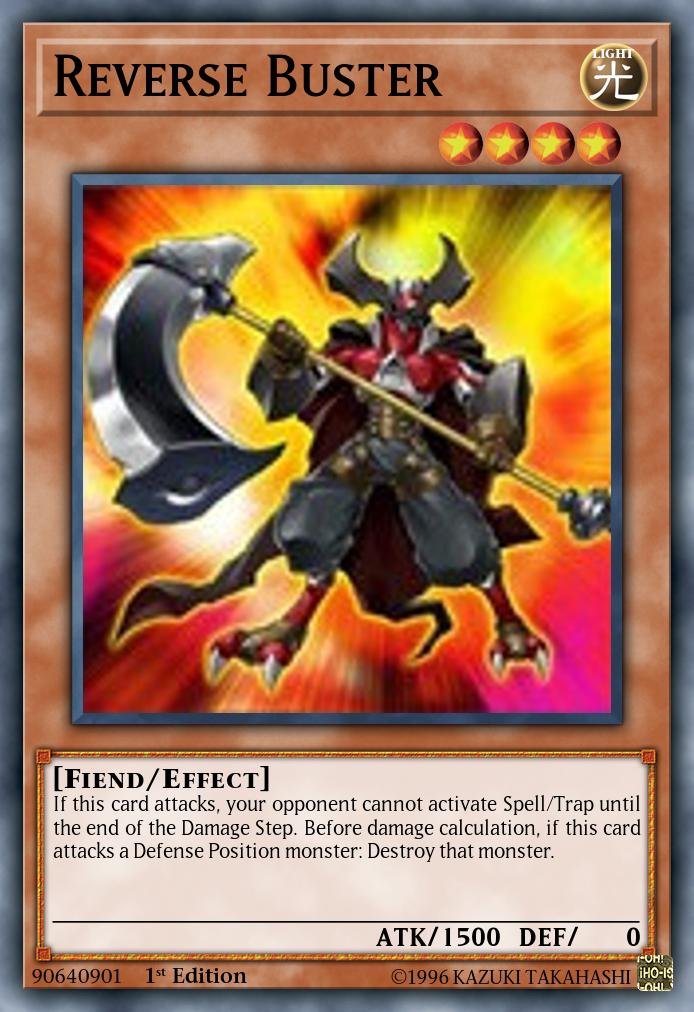 Reverse Buster
LIGHT
光
[Fiend/Effect]
If this card attacks, your opponent cannot activate Spell/Trap until
the end of the Damage Step. Before damage calculation, if this card
attacks a Defense Position monster: Destroy that monster.
ATK/1500 DEF/ 0
90640901 1st Edition ©1996 KAZUKI TAKAHASHI